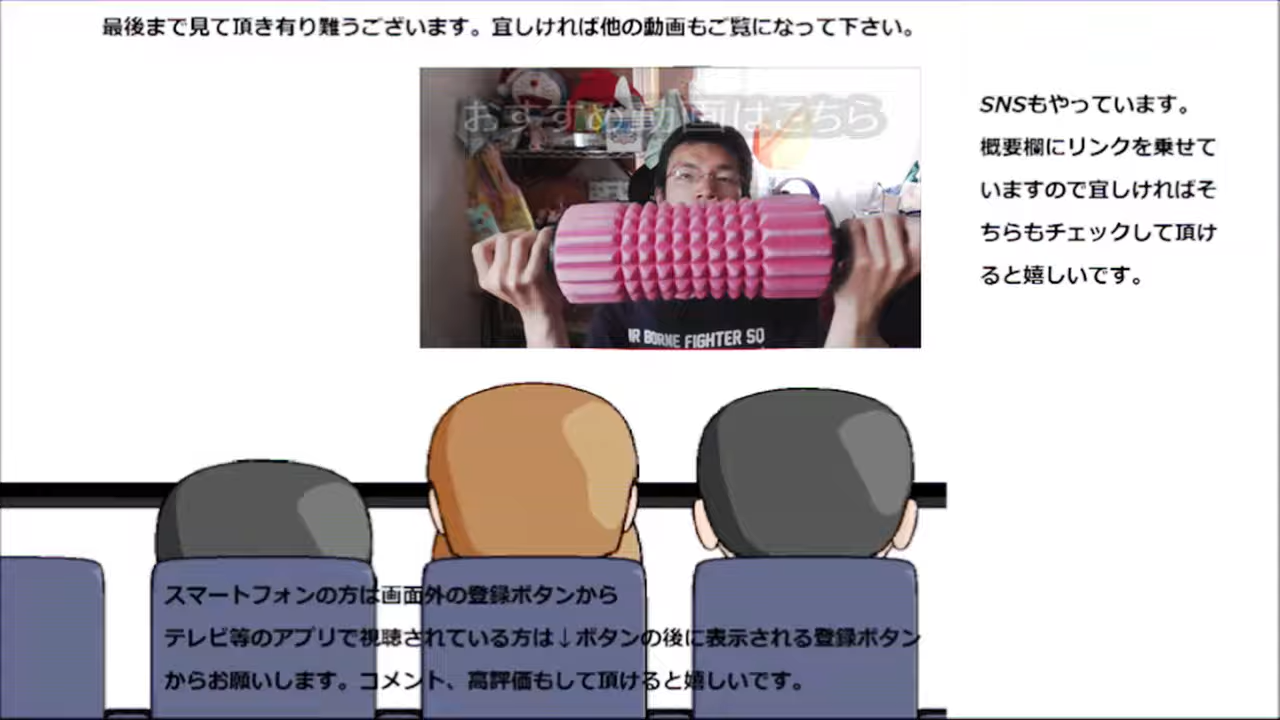 最後まで見て頂き有り難うございます。宜しければ他の動画もご覧になって下さい。
おすすめ動画はこちら
IR BORNE FIGHTER SO
SNSもやっています。
概要欄にリンクを乗せて
いますので宜しければそ
ちらもチェックして頂け
ると嬉しいです。
スマートフォンの方は画面外の登録ボタンから
テレビ等のアプリで視聴されている方は↓ボタンの後に表示される登録ボタン
からお願いします。コメント、高評価もして頂けると嬉しいです。